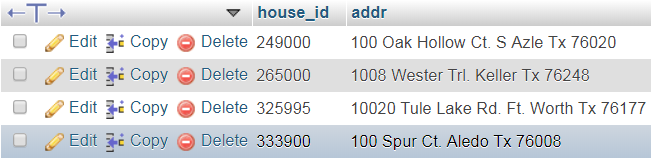 house_id addr
Edit Copy Delete 249000 100 Oak Hollow Ct. S Azle Tx 76020
Edit Copy Delete 265000 1008 Wester Trl. Keller Tx 76248
Edit Copy Delete 325995 10020 Tule Lake Rd. Ft. Worth Tx 76177
Edit Copy Delete 333900 100 Spur Ct. Aledo Tx 76008